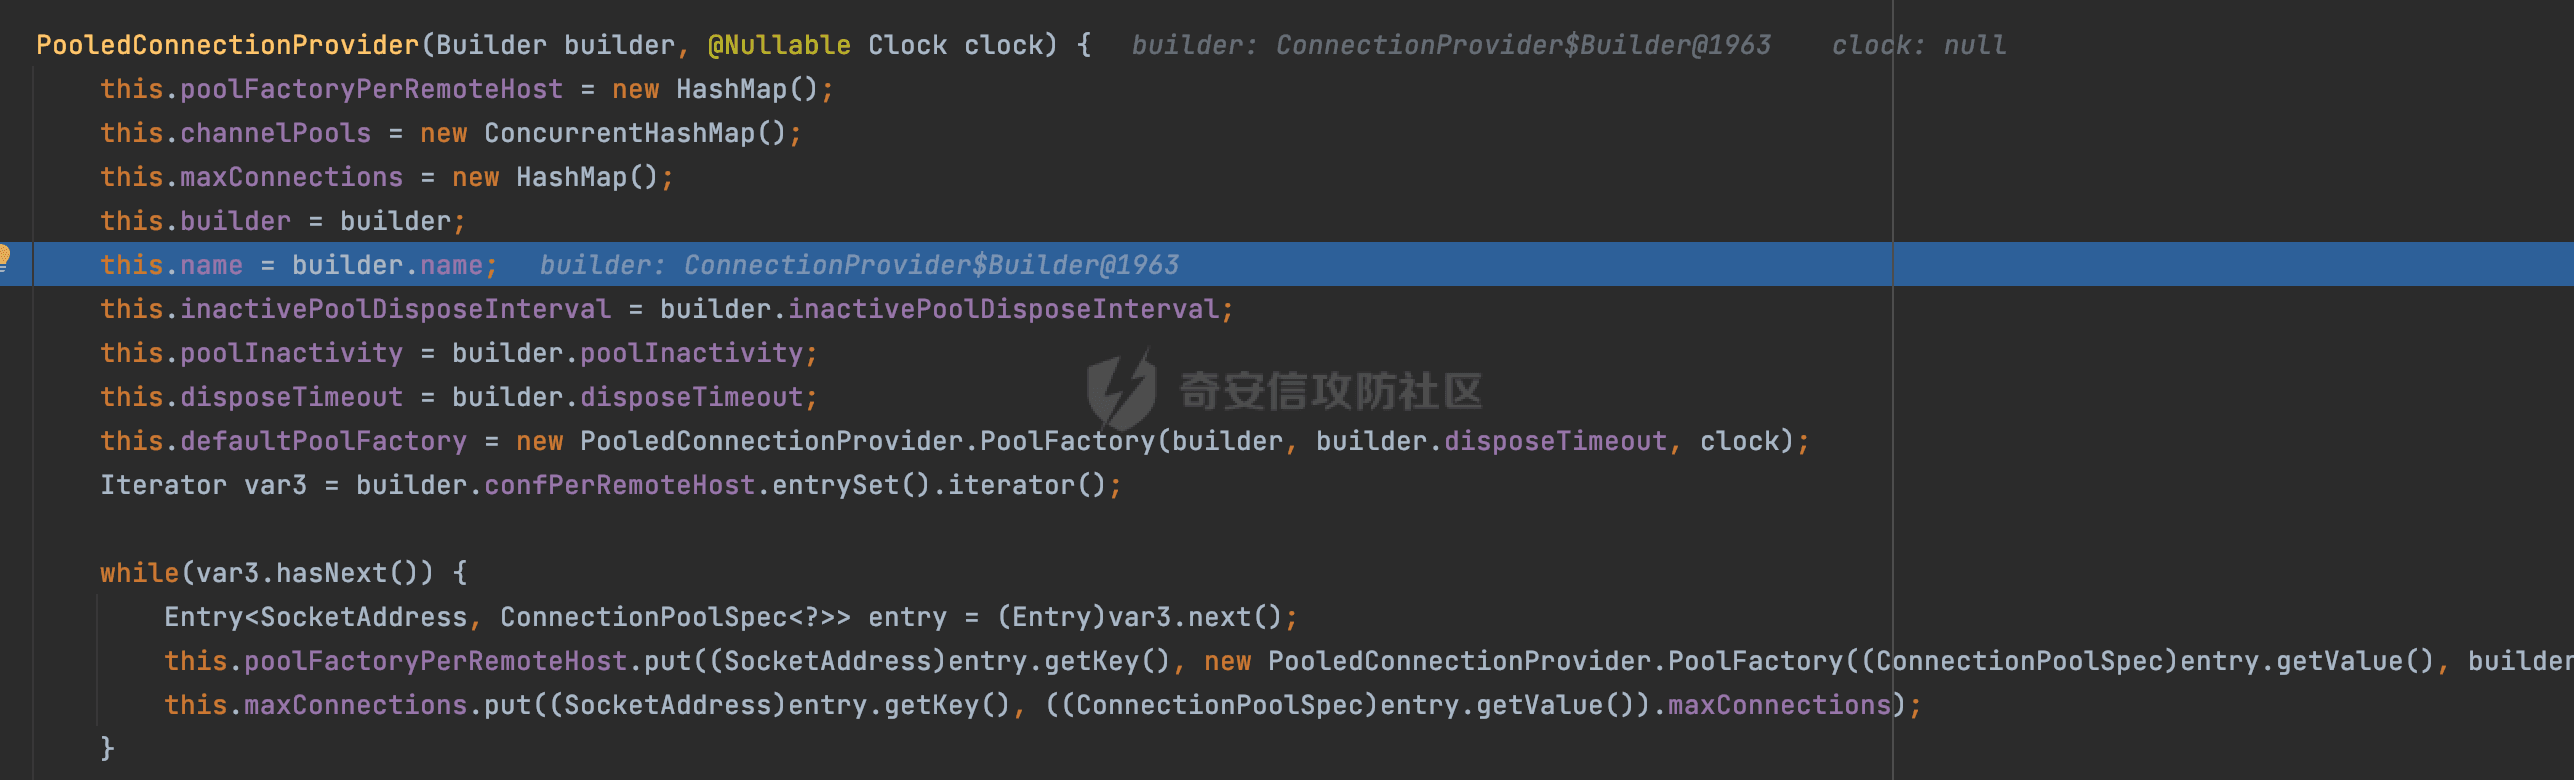 PooledConnectionProvider(Builder builder, @Nullable Clock clock) {   builder: ConnectionProvider$Builder@1963    clock: null
this.poolFactoryPerRemoteHost = new HashMap();
this.channelPools = new ConcurrentHashMap();
this.maxConnections = new HashMap();
this.builder = builder;
this.name = builder.name;   builder: ConnectionProvider$Builder@1963
this.inactivePoolDisposeInterval = builder.inactivePoolDisposeInterval;
this.poolInactivity = builder.poolInactivity;
this.disposeTimeout = builder.disposeTimeout;
奇安信攻防社区
this.defaultPoolFactory = new PooledConnectionProvider.PoolFactory(builder, builder.disposeTimeout, clock);
Iterator var3 = builder.confPerRemoteHost.entrySet().iterator();
while(var3.hasNext()) {
Entry<SocketAddress, ConnectionPoolSpec<?>> entry = (Entry)var3.next();
this.poolFactoryPerRemoteHost.put((SocketAddress)entry.getKey(), new PooledConnectionProvider.PoolFactory((ConnectionPoolSpec)entry.getValue(), builder
this.maxConnections.put((SocketAddress)entry.getKey(), ((ConnectionPoolSpec)entry.getValue()).maxConnections);
}